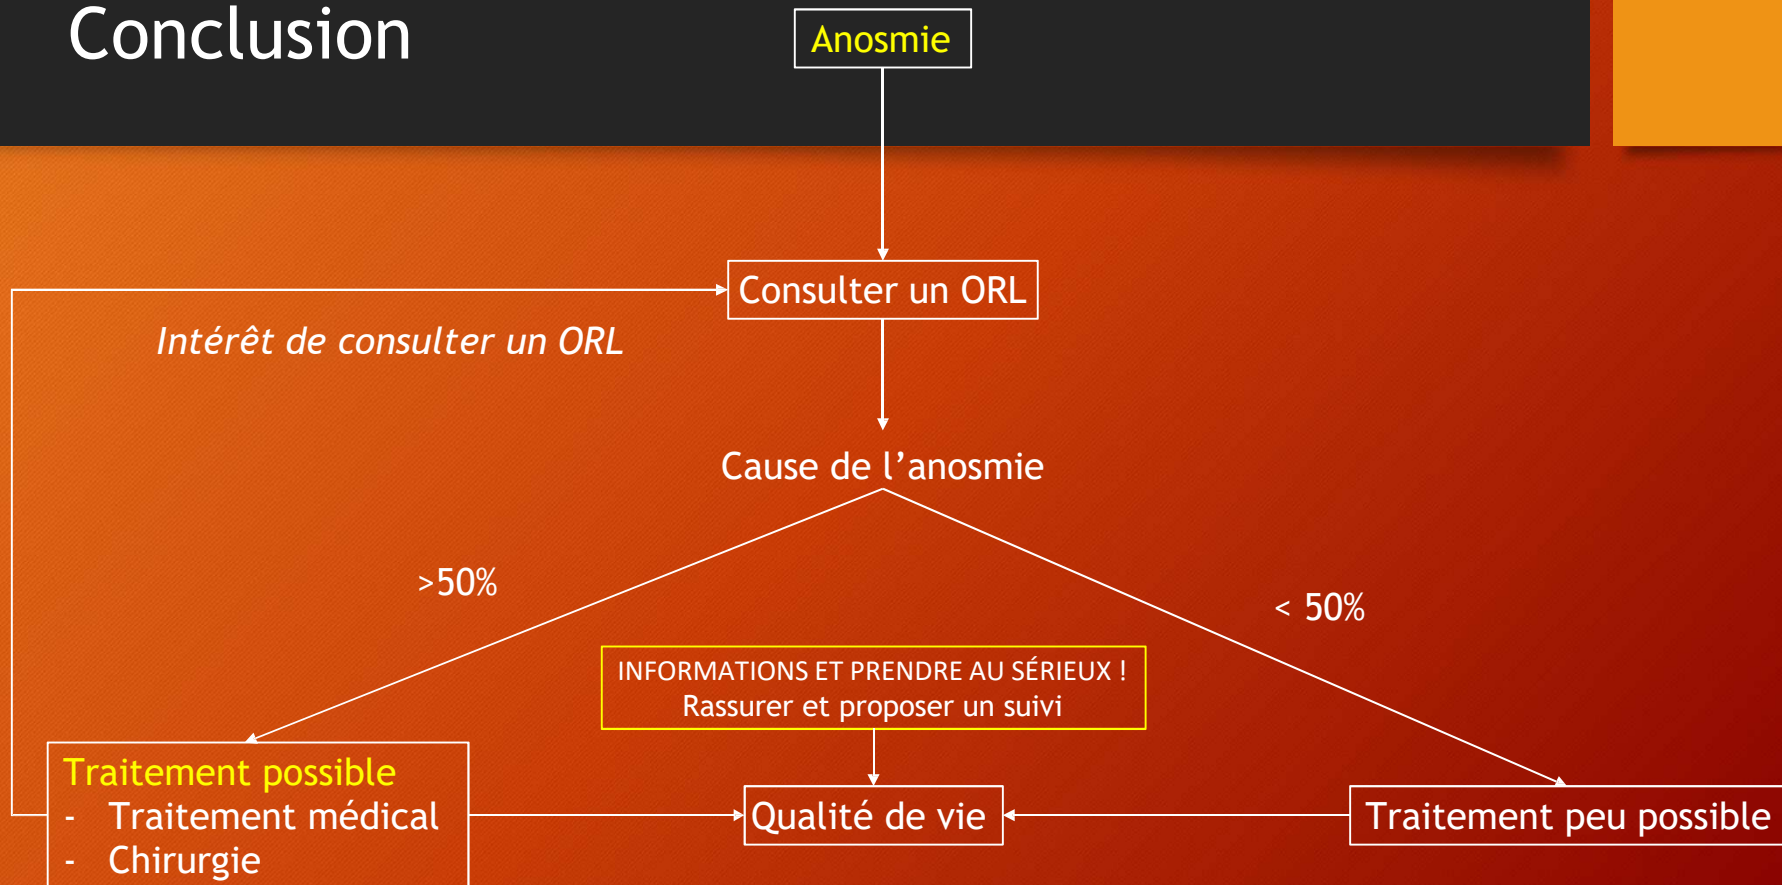 Conclusion
Anosmie
Consulter un ORL
Intérêt de consulter un ORL
Cause de l’anosmie
>50%
< 50%
INFORMATIONS ET PRENDRE AU SÉRIEUX !
Rassurer et proposer un suivi
Traitement possible
- Traitement médical
- Chirurgie
Qualité de vie
Traitement peu possible